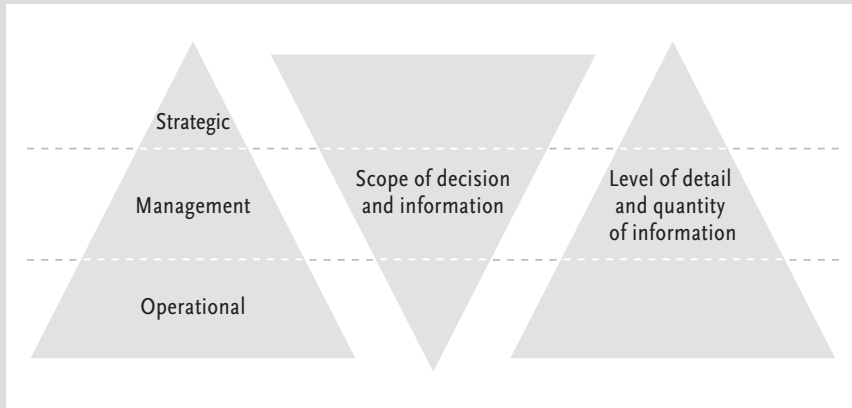 Strategic
Management
Operational
Scope of decision
and information
Level of detail
and quantity
of information